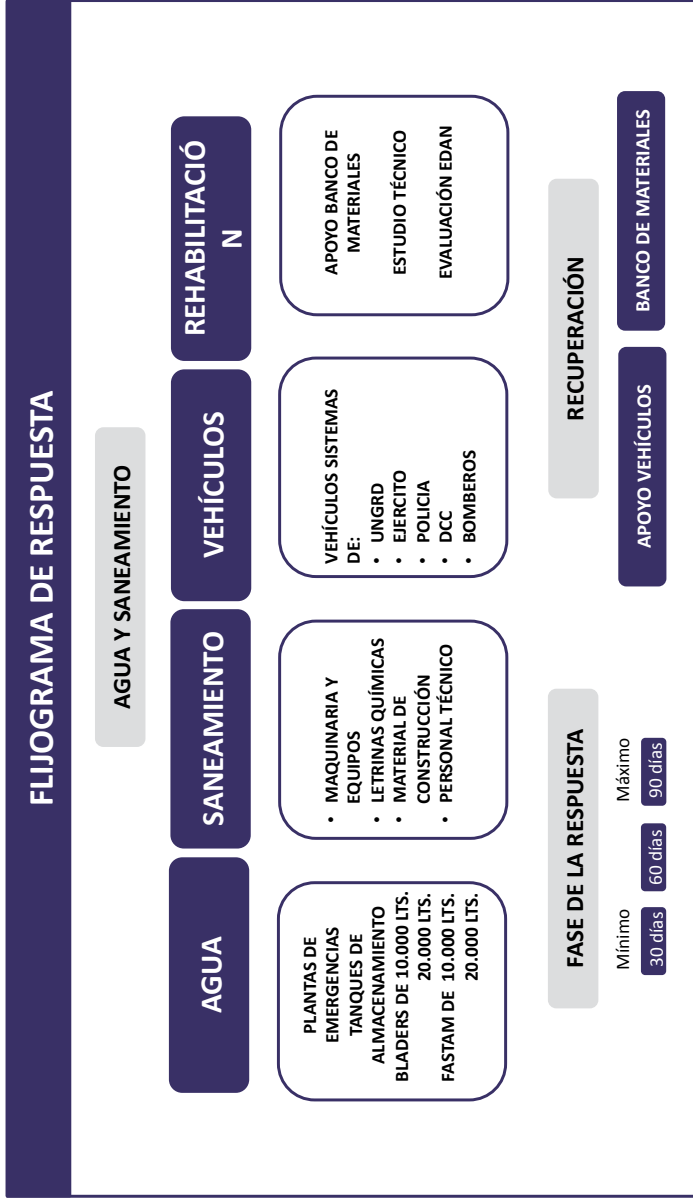 FLIJOGRAMA DE RESPUESTA
AGUA Y SANEAMIENTO
AGUA
SANEAMIENTO
VEHÍCULOS
REHABILITACIÓ
N
PLANTAS DE
EMERGENCIAS
TANQUES DE
ALMACENAMIENTO
BLADERS DE 10.000 LTS.
20.000 LTS.
FASTAM DE 10.000 LTS.
20.000 LTS.
• MAQUINARIA Y
EQUIPOS
• LETRINAS QUÍMICAS
• MATERIAL DE
CONSTRUCCIÓN
• PERSONAL TÉCNICO
VEHÍCULOS SISTEMAS
DE:
• UNGRD
• EJERCITO
• POLICIA
• DCC
• BOMBEROS
APOYO BANCO DE
MATERIALES
ESTUDIO TÉCNICO
EVALUACIÓN EDAN
FASE DE LA RESPUESTA
Mínimo
Máximo
30 días
60 días
90 días
RECUPERACIÓN
APOYO VEHÍCULOS
BANCO DE MATERIALES